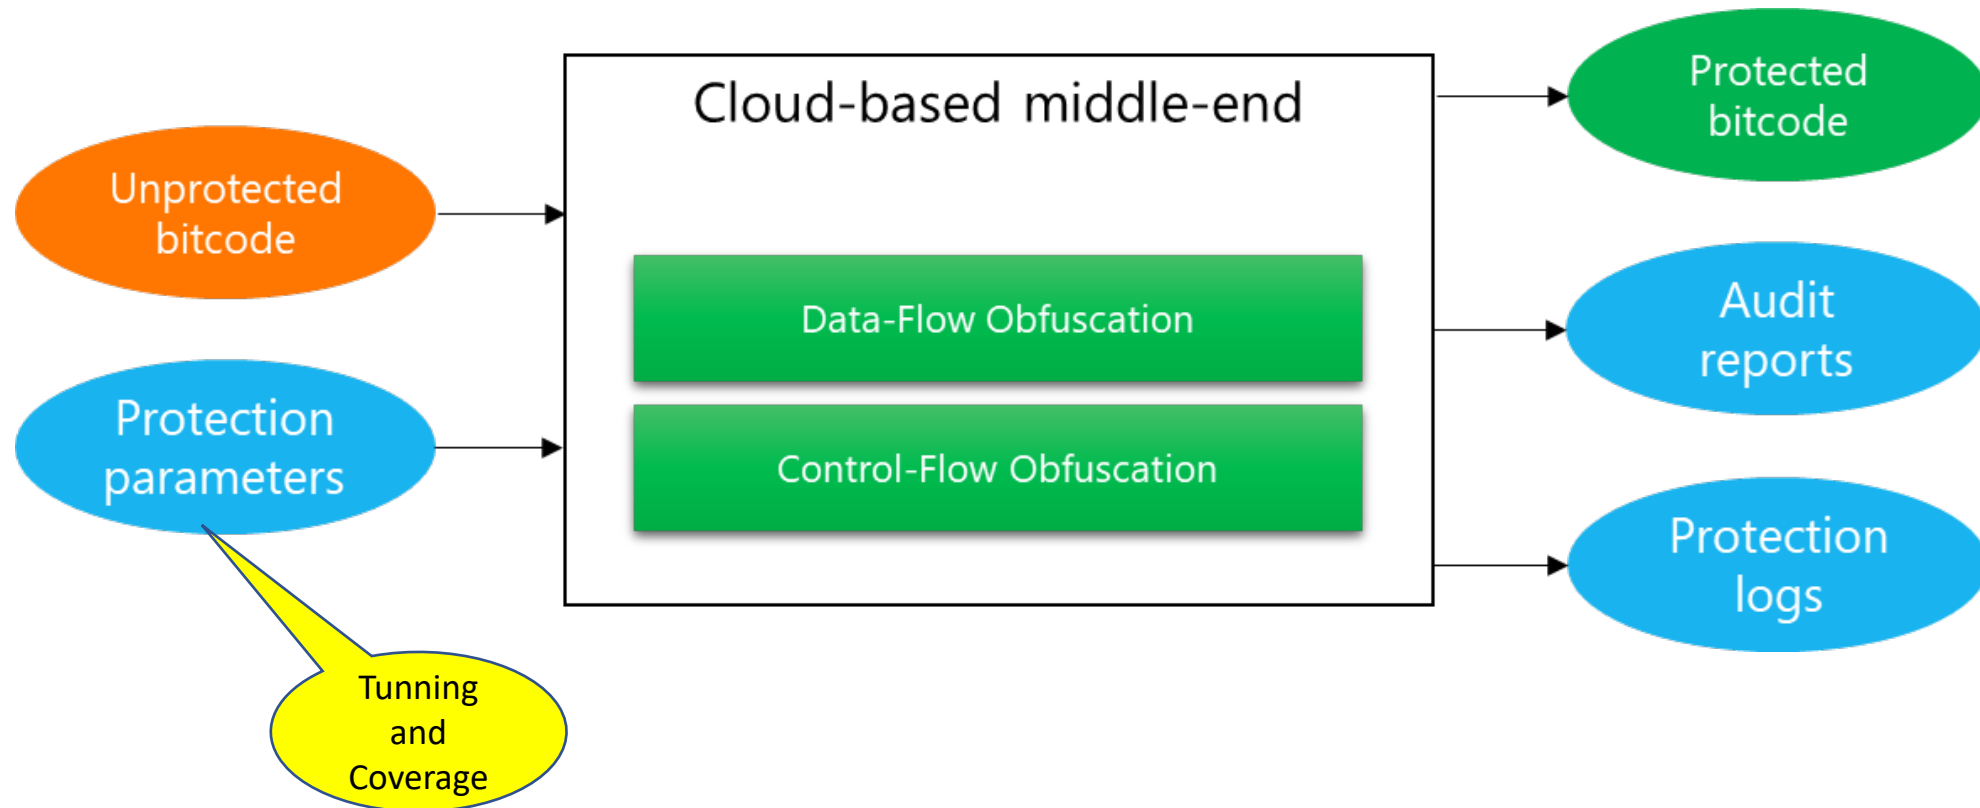 Unprotected
bitcode
Protection
parameters
Tunning
and
Coverage
Cloud-based middle-end
Data-Flow Obfuscation
Control-Flow Obfuscation
Protected
bitcode
Audit
reports
Protection
logs